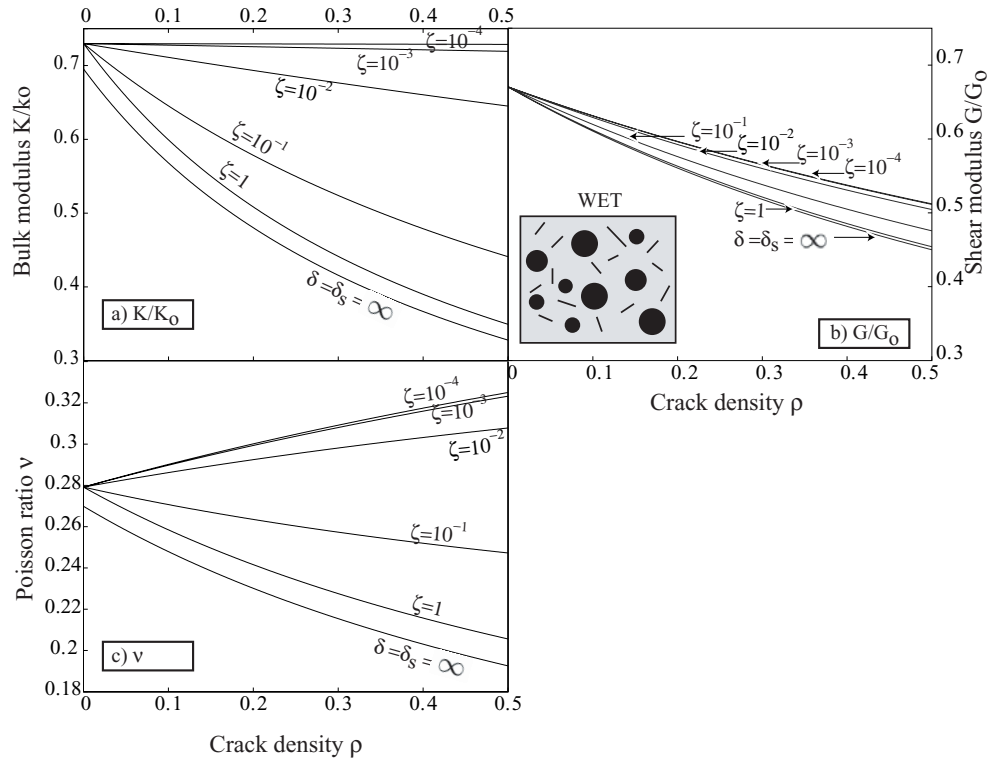 0 0.1 0.2 0.3 0.4 0.5
Bulk modulus K/ko
0.7
0.6
0.5
0.4
0.3
ζ=10⁻⁴
ζ=10⁻³
ζ=10⁻²
ζ=10⁻¹
ζ=1
δ =δs = ∞
a) K/Ko
Shear modulus G/Go
0.7
0.6
0.5
0.4
0.3
ζ=10⁻¹
ζ=10⁻²
ζ=10⁻³
ζ=10⁻⁴
ζ=1
δ =δs = ∞
WET
b) G/Go
0 0.1 0.2 0.3 0.4 0.5
Crack density ρ
Poisson ratio ν
0.32
0.3
0.28
0.26
0.24
0.22
0.2
0.18
ζ=10⁻⁴
ζ=10⁻³
ζ=10⁻²
ζ=10⁻¹
ζ=1
δ =δs = ∞
c) ν
0 0.1 0.2 0.3 0.4 0.5
Crack density ρ